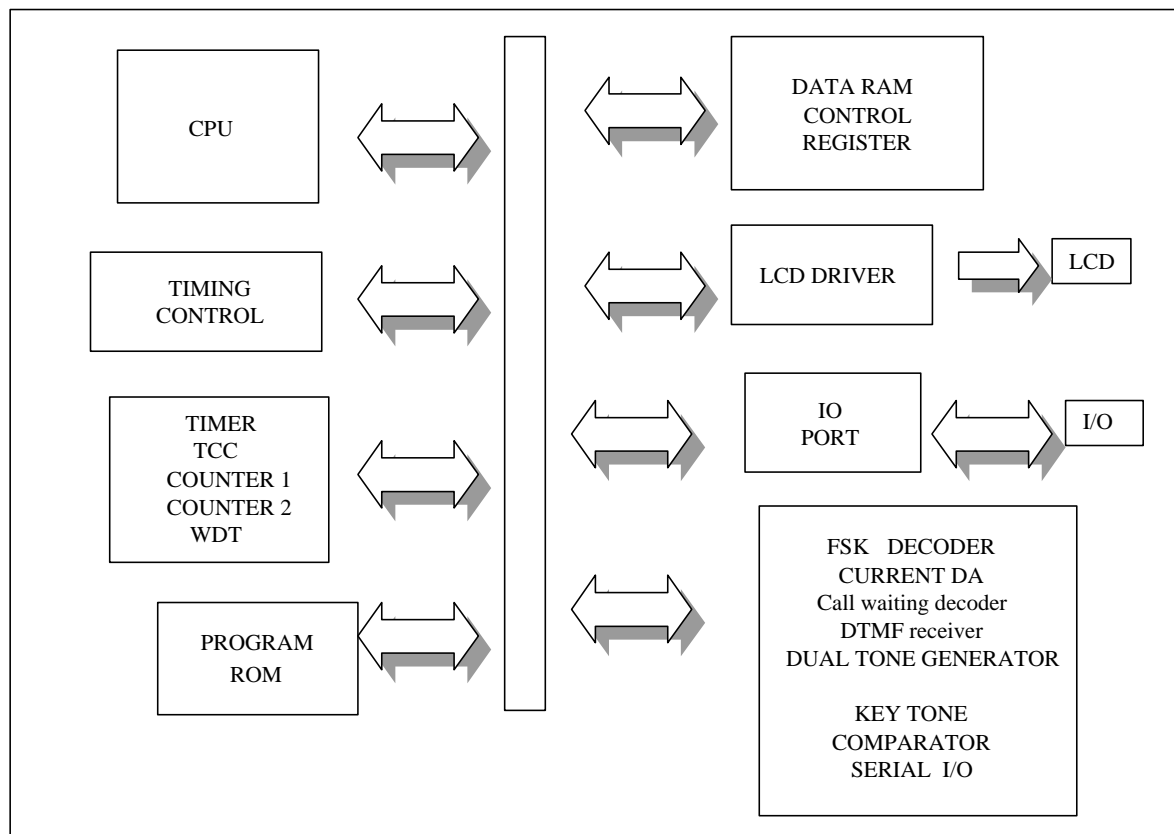 CPU
TIMING
CONTROL
TIMER
TCC
COUNTER 1
COUNTER 2
WDT
PROGRAM
ROM
DATA RAM
CONTROL
REGISTER
LCD DRIVER
LCD
IO
PORT
I/O
FSK DECODER
CURRENT DA
Call waiting decoder
DTMF receiver
DUAL TONE GENERATOR
KEY TONE
COMPARATOR
SERIAL I/O